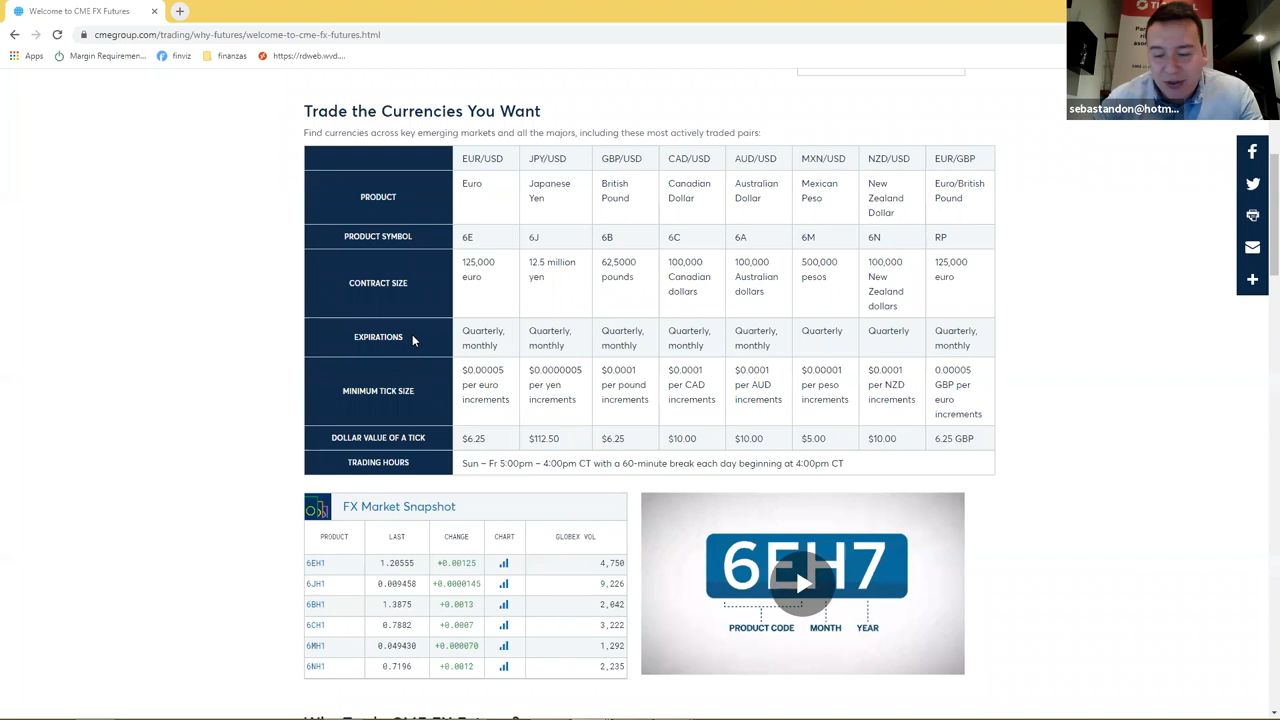 Welcome to CME FX Futures
cmegroup.com/trading/why-futures/welcome-to-cme-fx-futures.html
Apps Margin Requiremen... finviz finanzas https://rdweb.wvd....
sebastandon@hotm...
Trade the Currencies You Want
Find currencies across key emerging markets and all the majors, including these most actively traded pairs:
EUR/USD JPY/USD GBP/USD CAD/USD AUD/USD MXN/USD NZD/USD EUR/GBP
PRODUCT Euro Japanese Yen British Pound Canadian Dollar Australian Dollar Mexican Peso New Zealand Dollar Euro/British Pound
PRODUCT SYMBOL 6E 6J 6B 6C 6A 6M 6N RP
CONTRACT SIZE 125,000 euro 12.5 million yen 62,5000 pounds 100,000 Canadian dollars 100,000 Australian dollars 500,000 pesos 100,000 New Zealand dollars 125,000 euro
EXPIRATIONS Quarterly, monthly Quarterly, monthly Quarterly, monthly Quarterly, monthly Quarterly, monthly Quarterly Quarterly Quarterly, monthly
MINIMUM TICK SIZE $0.00005 per euro increments $0.0000005 per yen increments $0.0001 per pound increments $0.0001 per CAD increments $0.0001 per AUD increments $0.00001 per peso increments $0.0001 per NZD increments 0.00005 GBP per euro increments
DOLLAR VALUE OF A TICK $6.25 $112.50 $6.25 $10.00 $10.00 $5.00 $10.00 6.25 GBP
TRADING HOURS Sun – Fr 5:00pm – 4:00pm CT with a 60-minute break each day beginning at 4:00pm CT
FX Market Snapshot
PRODUCT LAST CHANGE CHART GLOBEX VOL
6EH1 1.20555 +0.00125 4,750
6JH1 0.009458 +0.0000145 9,226
6BH1 1.3875 +0.0013 2,042
6CH1 0.7882 +0.0007 3,222
6MH1 0.049430 +0.000070 1,292
6NH1 0.7196 +0.0012 2,235
6EH7
PRODUCT CODE MONTH YEAR